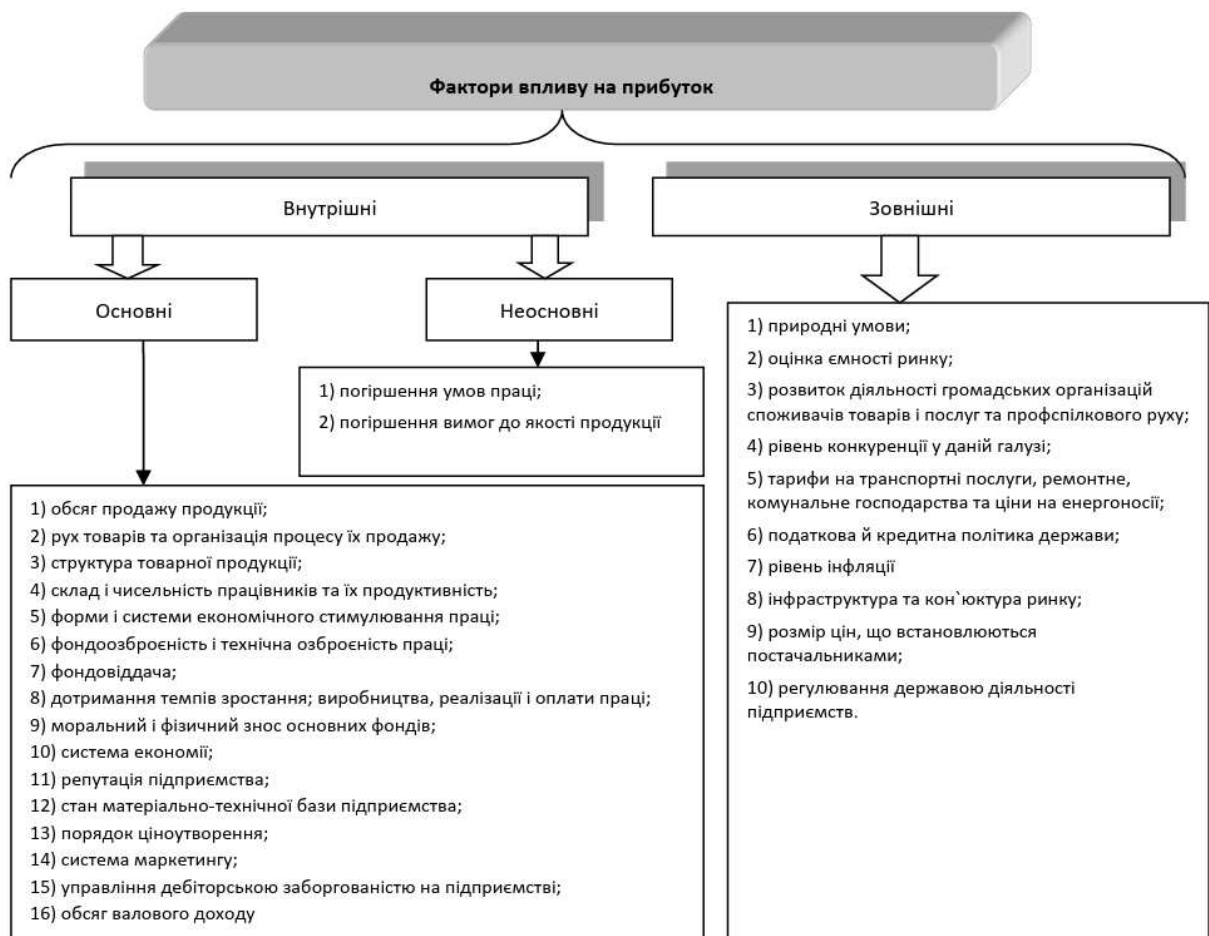 Фактори впливу на прибуток
Внутрішні
Зовнішні
Основні
Неосновні
1) погіршення умов праці;
2) погіршення вимог до якості продукції
1) обсяг продажу продукції;
2) рух товарів та організація процесу їх продажу;
3) структура товарної продукції;
4) склад і чисельність працівників та їх продуктивність;
5) форми і системи економічного стимулювання праці;
6) фондоозброєність і технічна озброєність праці;
7) фондовіддача;
8) дотримання темпів зростання; виробництва, реалізації і оплати праці;
9) моральний і фізичний знос основних фондів;
10) система економії;
11) репутація підприємства;
12) стан матеріально-технічної бази підприємства;
13) порядок ціноутворення;
14) система маркетингу;
15) управління дебіторською заборгованістю на підприємстві;
16) обсяг валового доходу
1) природні умови;
2) оцінка ємності ринку;
3) розвиток діяльності громадських організацій
споживачів товарів і послуг та профспілкового руху;
4) рівень конкуренції у даній галузі;
5) тарифи на транспортні послуги, ремонтне,
комунальне господарства та ціни на енергоносії;
6) податкова й кредитна політика держави;
7) рівень інфляції
8) інфраструктура та кон`юктура ринку;
9) розмір цін, що встановлюються
постачальниками;
10) регулювання державою діяльності
підприємств.